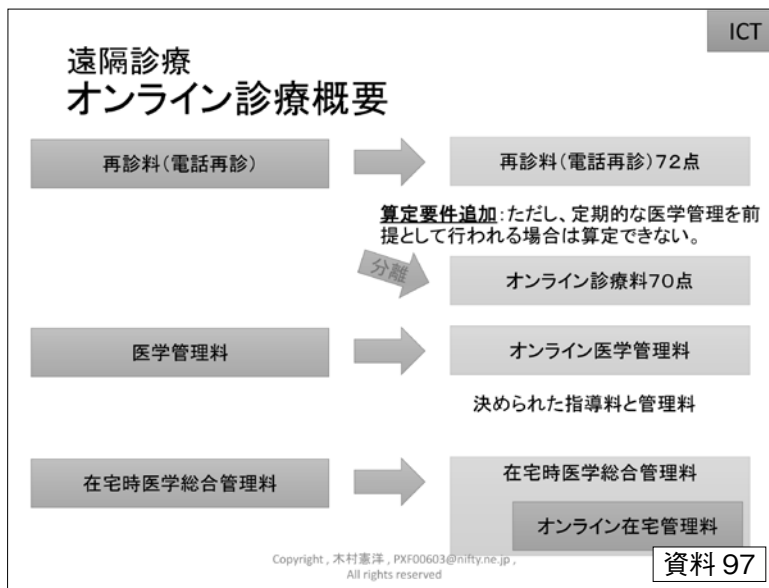 ICT
遠隔診療
オンライン診療概要
再診料(電話再診)
再診料(電話再診)72点
算定要件追加:ただし、定期的な医学管理を前
提として行われる場合は算定できない。
分離
オンライン診療料70点
医学管理料
オンライン医学管理料
決められた指導料と管理料
在宅時医学総合管理料
在宅時医学総合管理料
オンライン在宅管理料
Copyright , 木村憲洋 , PXF00603@nifty.ne.jp ,
All rights reserved
資料 97